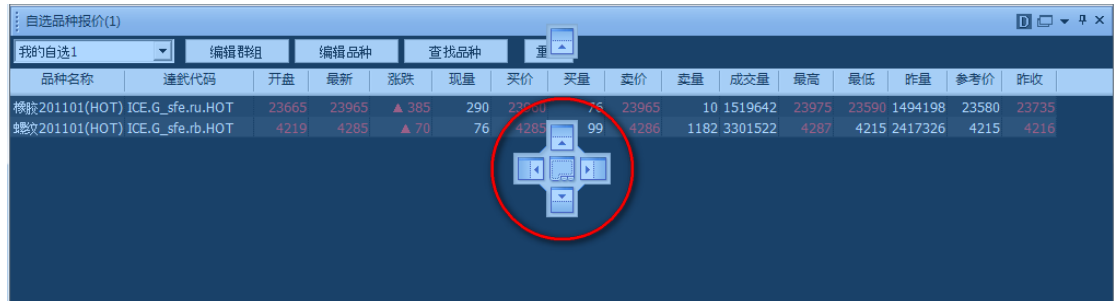 自选品种报价(1)
我的自选1 编辑群组 编辑品种 查找品种 重
品种名称 达钱代码 开盘 最新 涨跌 现量 买价 买量 卖价 卖量 成交量 最高 最低 昨量 参考价 昨收
橡胶201101(HOT) ICE.G_sfe.ru.HOT 23665 23965 ▲ 385 290 23960 76 23965 10 1519642 23975 23590 1494198 23580 23735
螺纹201101(HOT) ICE.G_sfe.rb.HOT 4219 4285 ▲ 70 76 4285 99 4286 1182 3301522 4287 4215 2417326 4215 4216